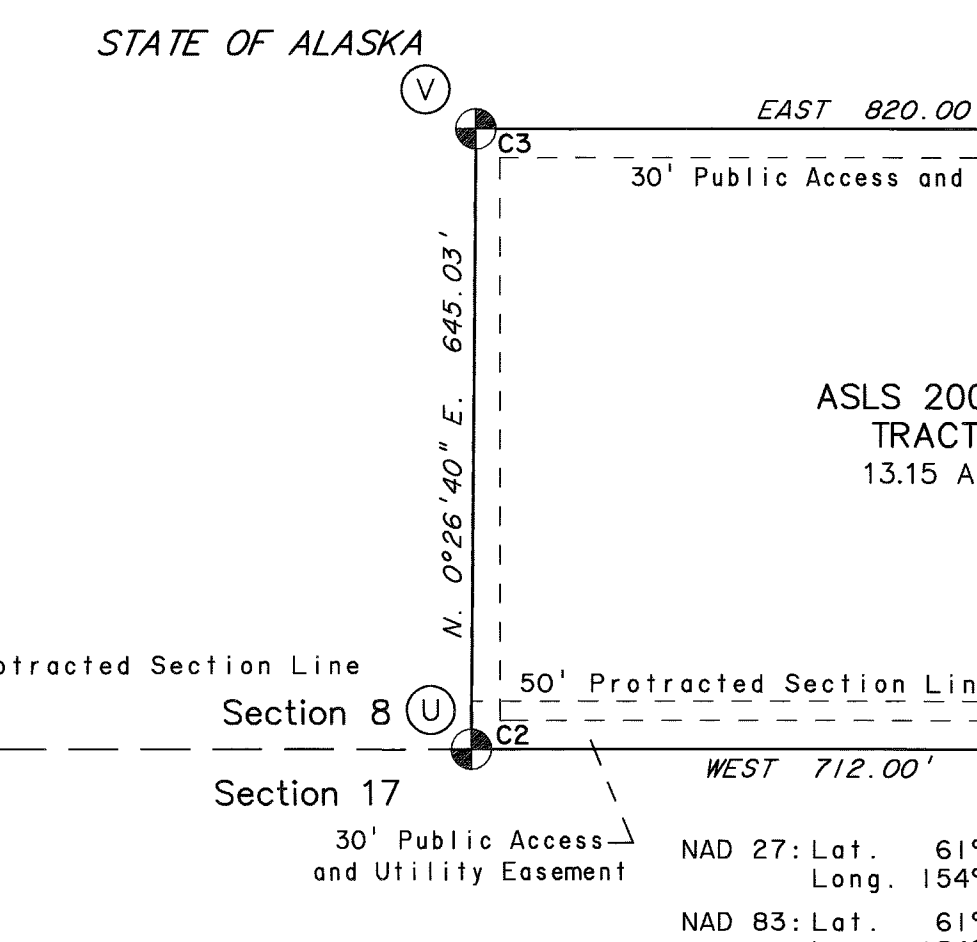 STATE OF ALASKA
V
EAST 820.00
C3
30' Public Access and
N. 0°26'40" E. 645.03'
ASLS 200
TRACT
13.15 A
otracted Section Line
50' Protracted Section Lin
Section 8
U
C2
WEST 712.00'
Section 17
30' Public Access
and Utility Easement
NAD 27: Lat. 61°
Long. 154°
NAD 83: Lat. 61°